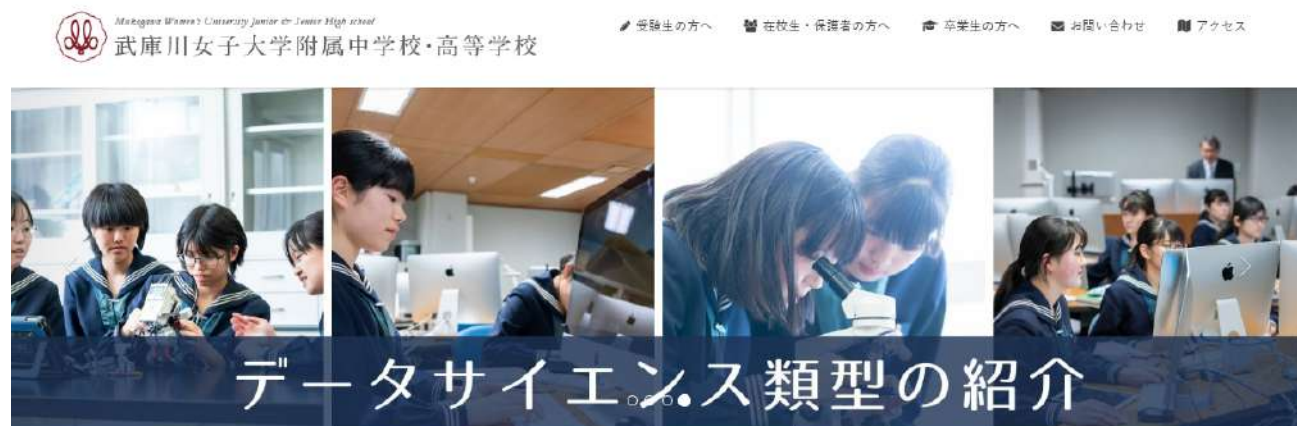 Mukogawa Women's University Junior & Senior High school
武庫川女子大学附属中学校・高等学校
受験生の方へ
在校生・保護者の方へ
卒業生の方へ
お問い合わせ
アクセス
データサイエンス類型の紹介